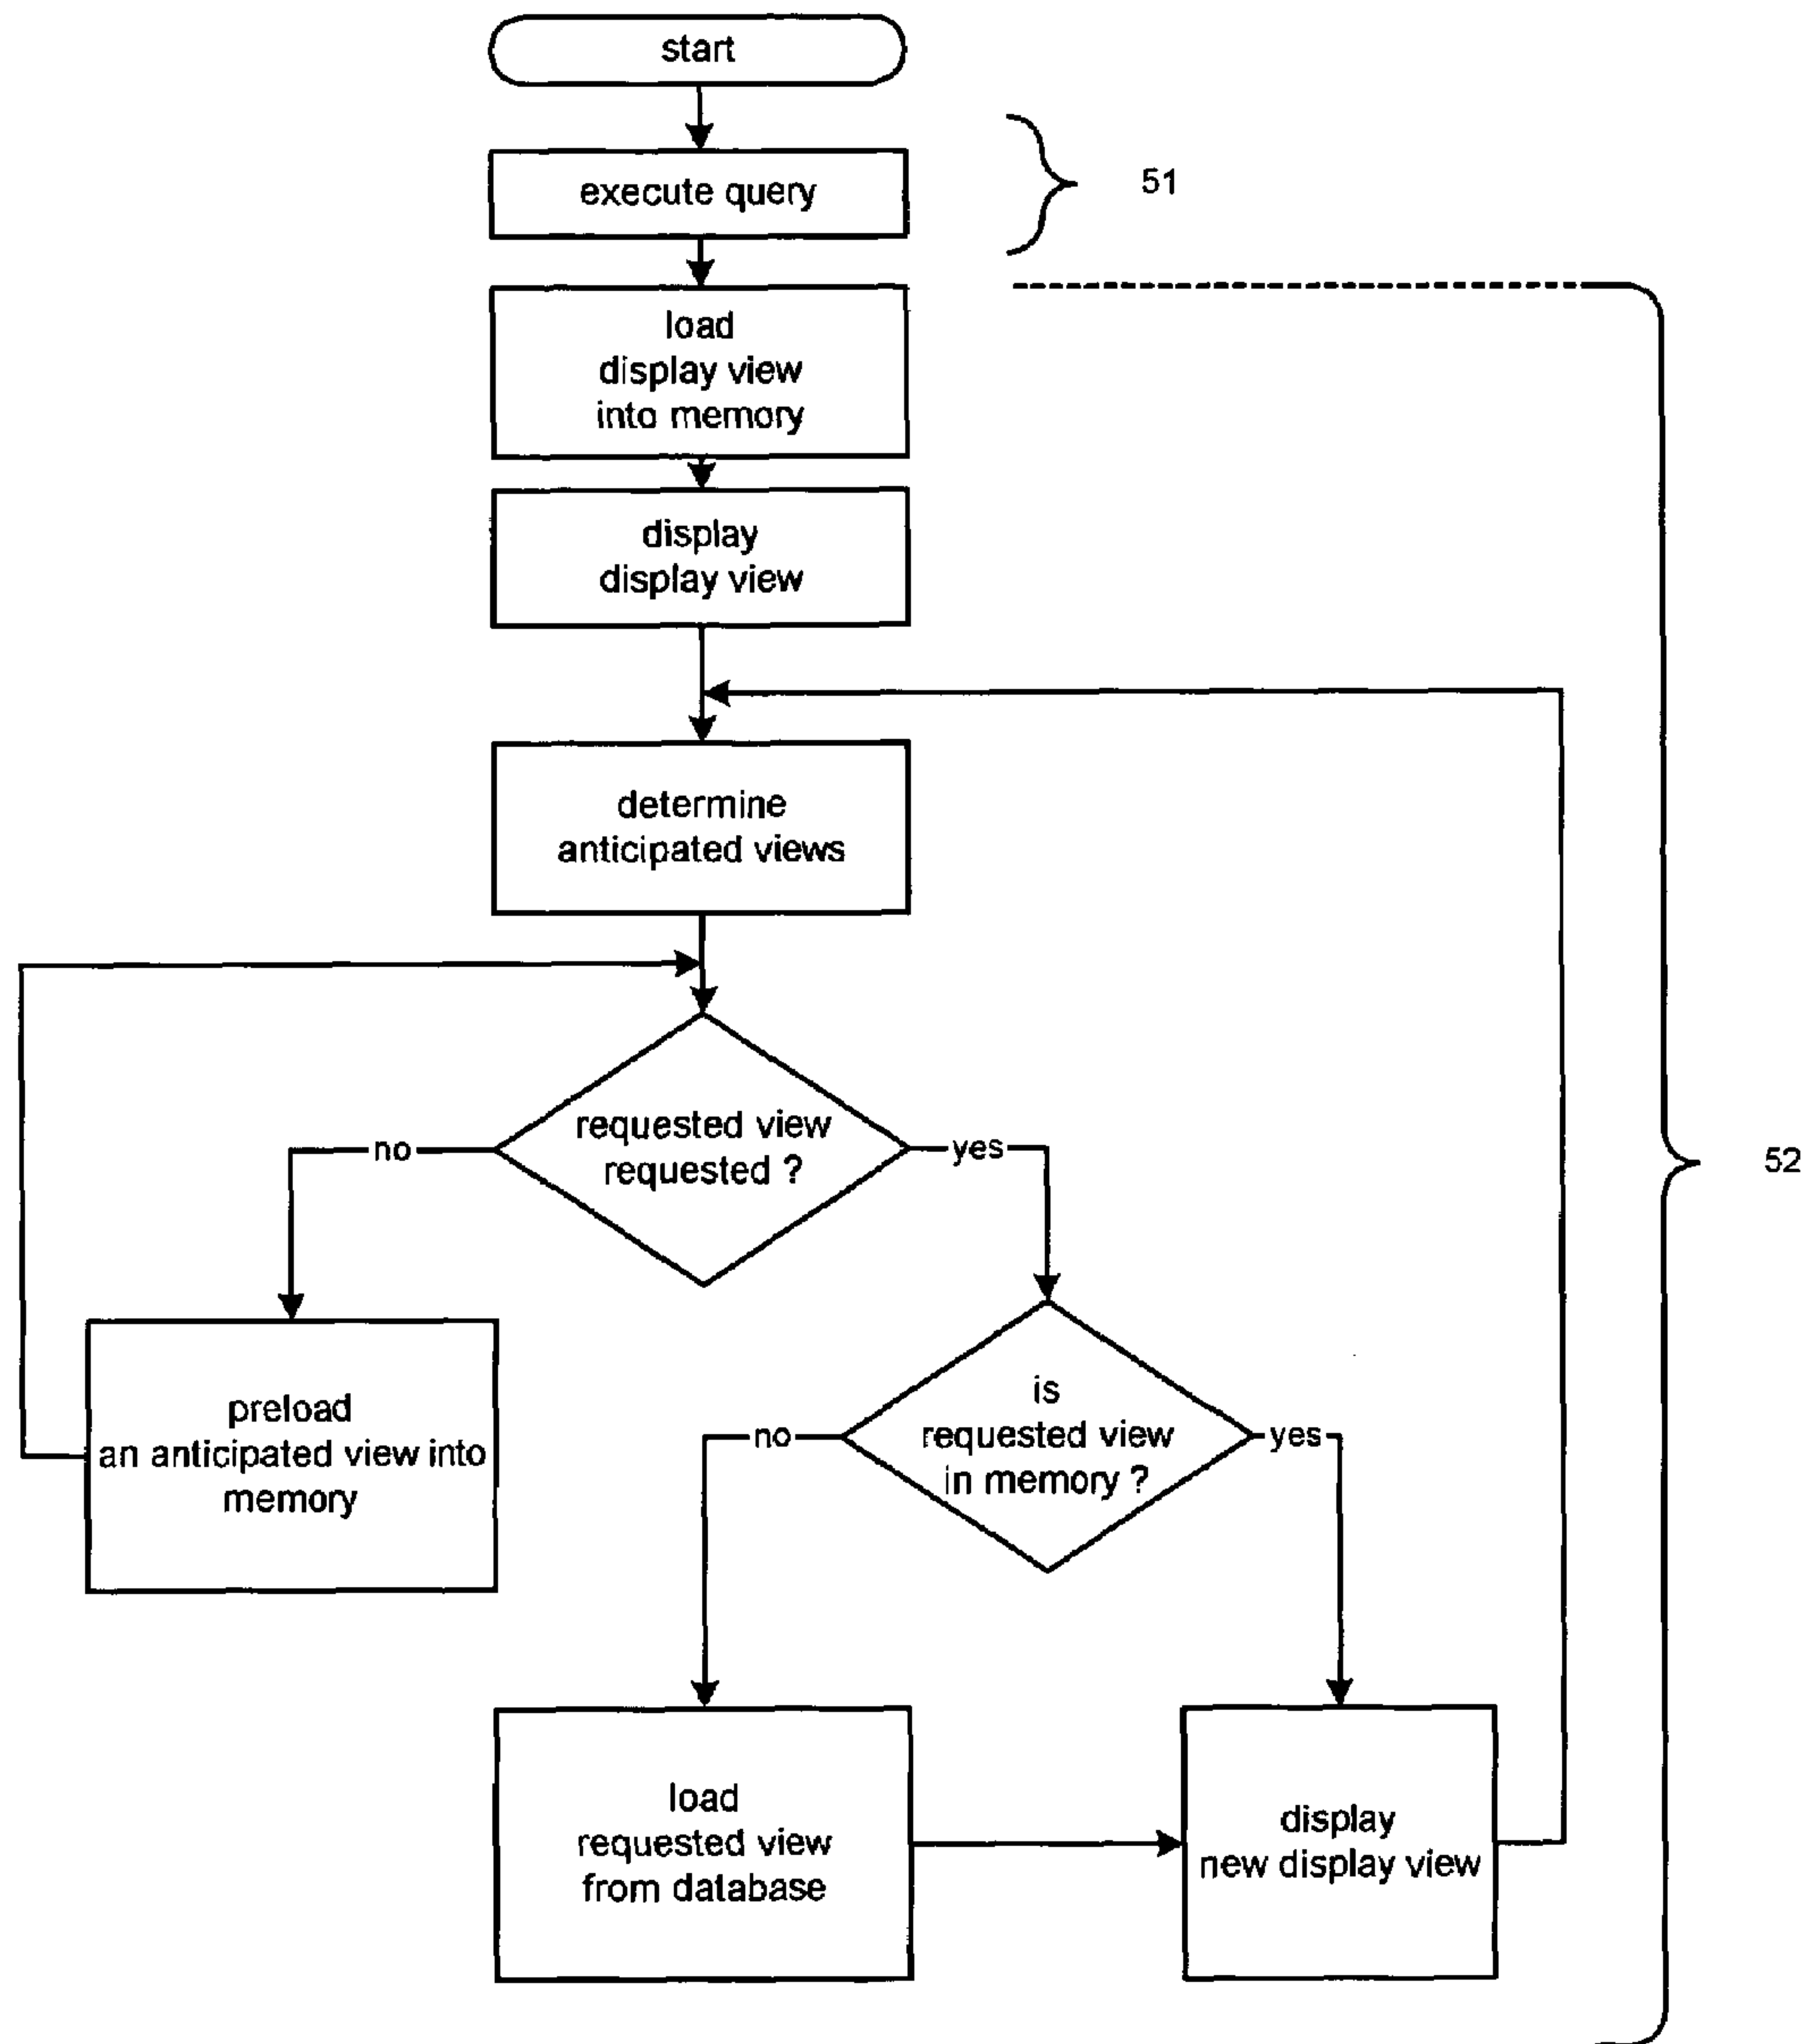 start
execute query
51
load
display view
into memory
display
display view
determine
anticipated views
requested view
requested ?
no
yes
52
preload
an anticipated view into
memory
is
requested view
in memory ?
no
yes
load
requested view
from database
display
new display view